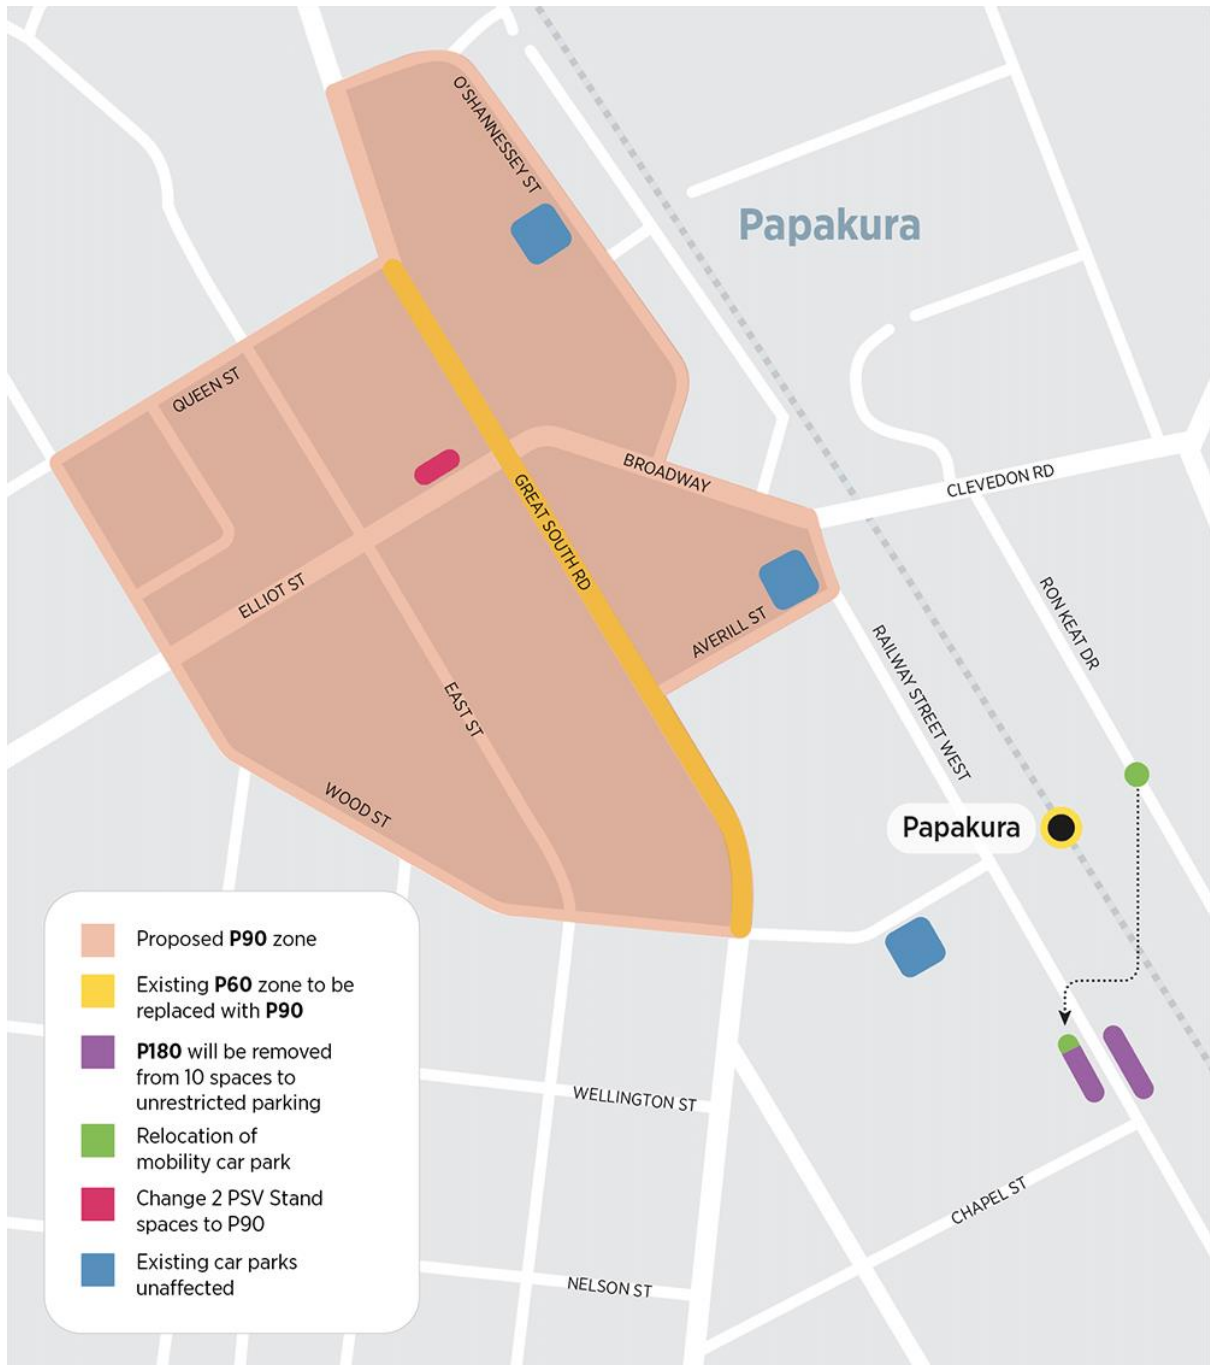 O'SHANNESSEY ST
Papakura
QUEEN ST
BROADWAY
CLEVEDON RD
GREAT SOUTH RD
ELLIOT ST
AVERILL ST
RON KEAT DR
RAILWAY STREET WEST
EAST ST
WOOD ST
Papakura
Proposed P90 zone
Existing P60 zone to be
replaced with P90
P180 will be removed
from 10 spaces to
unrestricted parking
Relocation of
mobility car park
Change 2 PSV Stand
spaces to P90
Existing car parks
unaffected
WELLINGTON ST
CHAPEL ST
NELSON ST